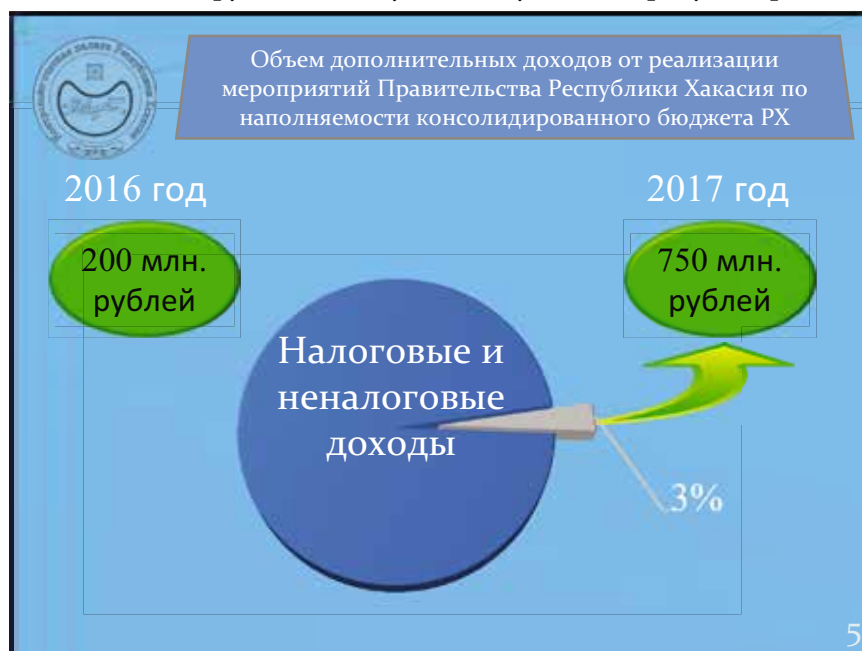 Объем дополнительных доходов от реализации
мероприятий Правительства Республики Хакасия по
наполняемости консолидированного бюджета РХ
2016 год
2017 год
200 млн.
рублей
750 млн.
рублей
Налоговые и
неналоговые
доходы
3%
5